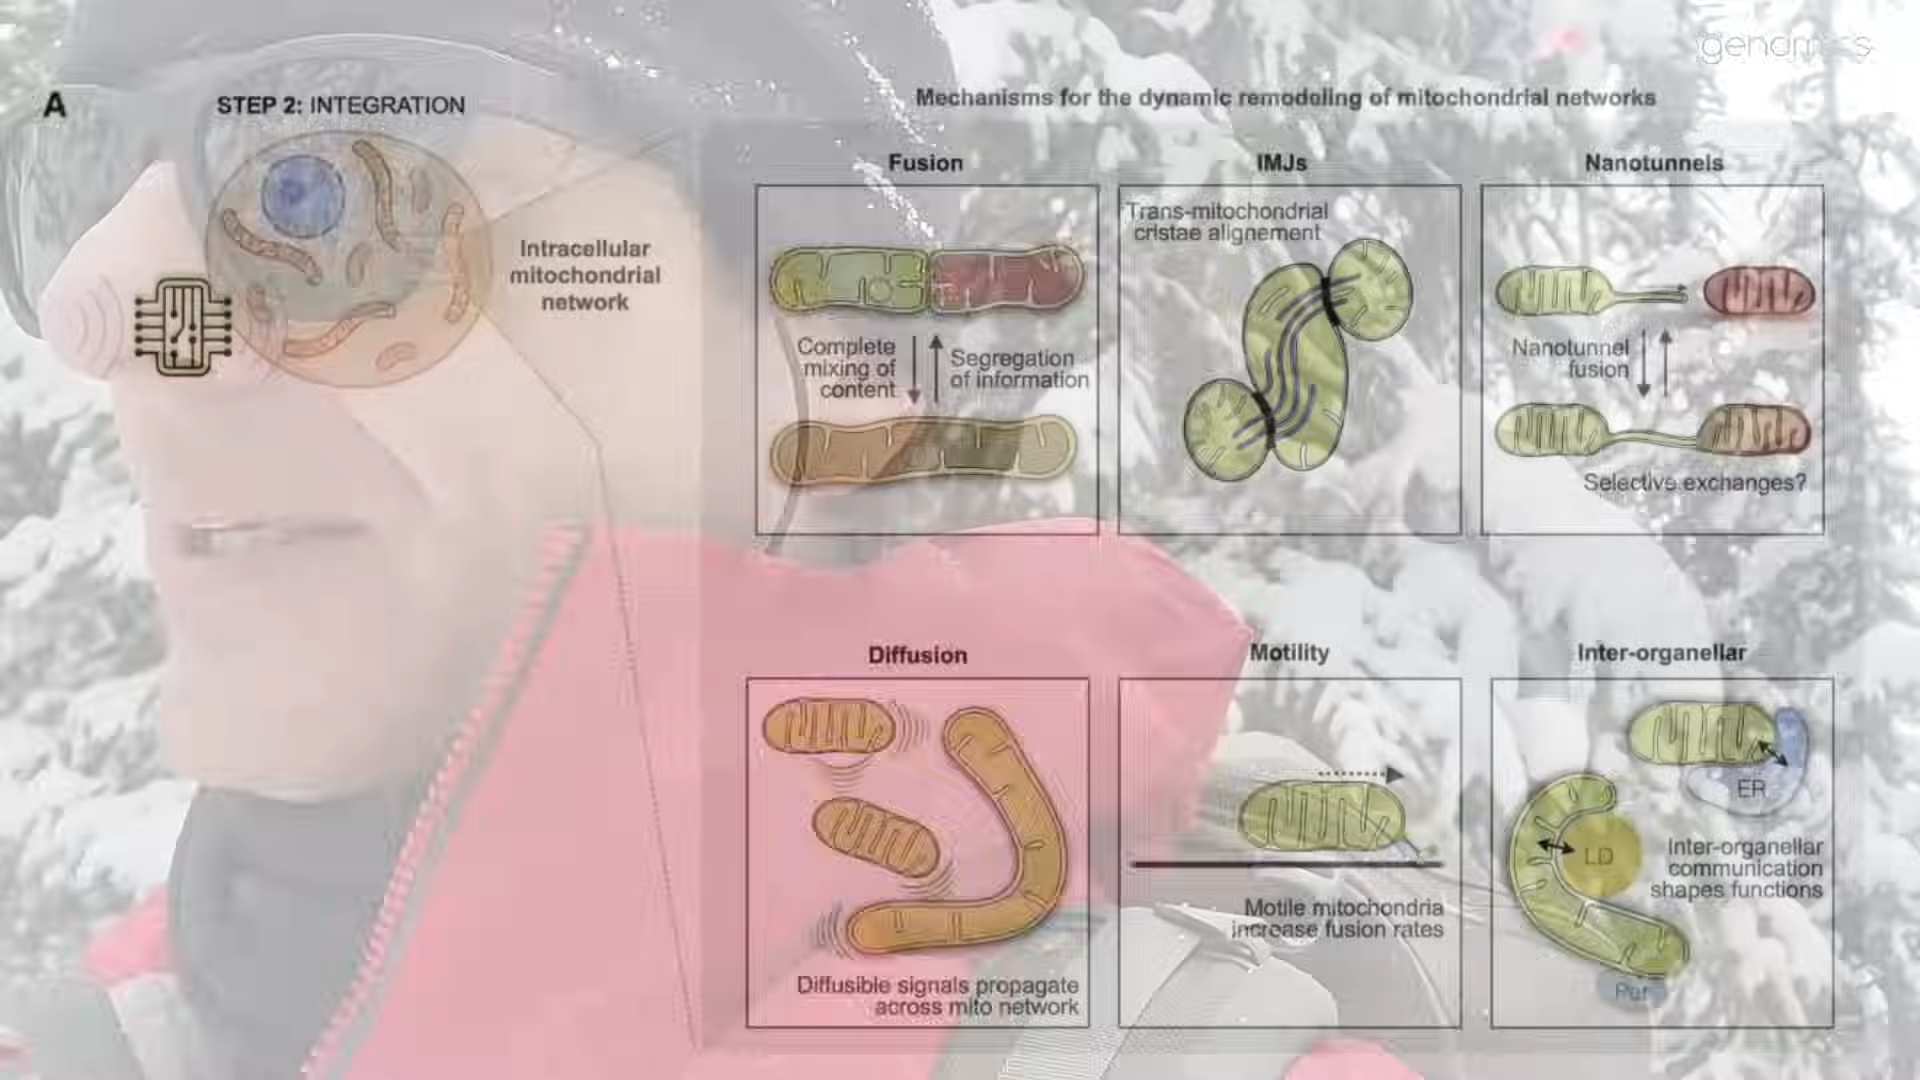 genomics
A
STEP 2: INTEGRATION
Mechanisms for the dynamic remodeling of mitochondrial networks
Intracellular
mitochondrial
network
Fusion
Complete
mixing of
content
Segregation
of information
IMJs
Trans-mitochondrial
cristae alignement
Nanotunnels
Nanotunnel
fusion
Selective exchanges?
Diffusion
Diffusible signals propagate
across mito network
Motility
Motile mitochondria
increase fusion rates
Inter-organellar
ER
LD
Inter-organellar
communication
shapes functions
Per